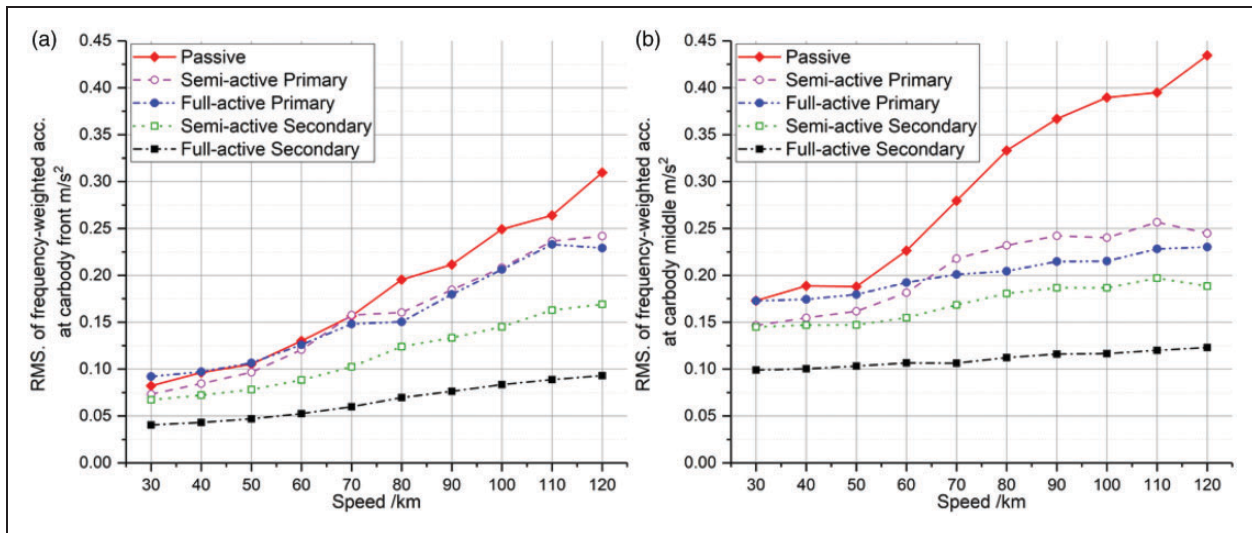 (a)
0.45
0.40
0.35
0.30
0.25
0.20
0.15
0.10
0.05
0.00
RMS. of frequency-weighted acc.
at carbody front m/s²
Passive
Semi-active Primary
Full-active Primary
Semi-active Secondary
Full-active Secondary
30 40 50 60 70 80 90 100 110 120
Speed /km
(b)
0.45
0.40
0.35
0.30
0.25
0.20
0.15
0.10
0.05
0.00
RMS. of frequency-weighted acc.
at carbody middle m/s²
Passive
Semi-active Primary
Full-active Primary
Semi-active Secondary
Full-active Secondary
30 40 50 60 70 80 90 100 110 120
Speed /km